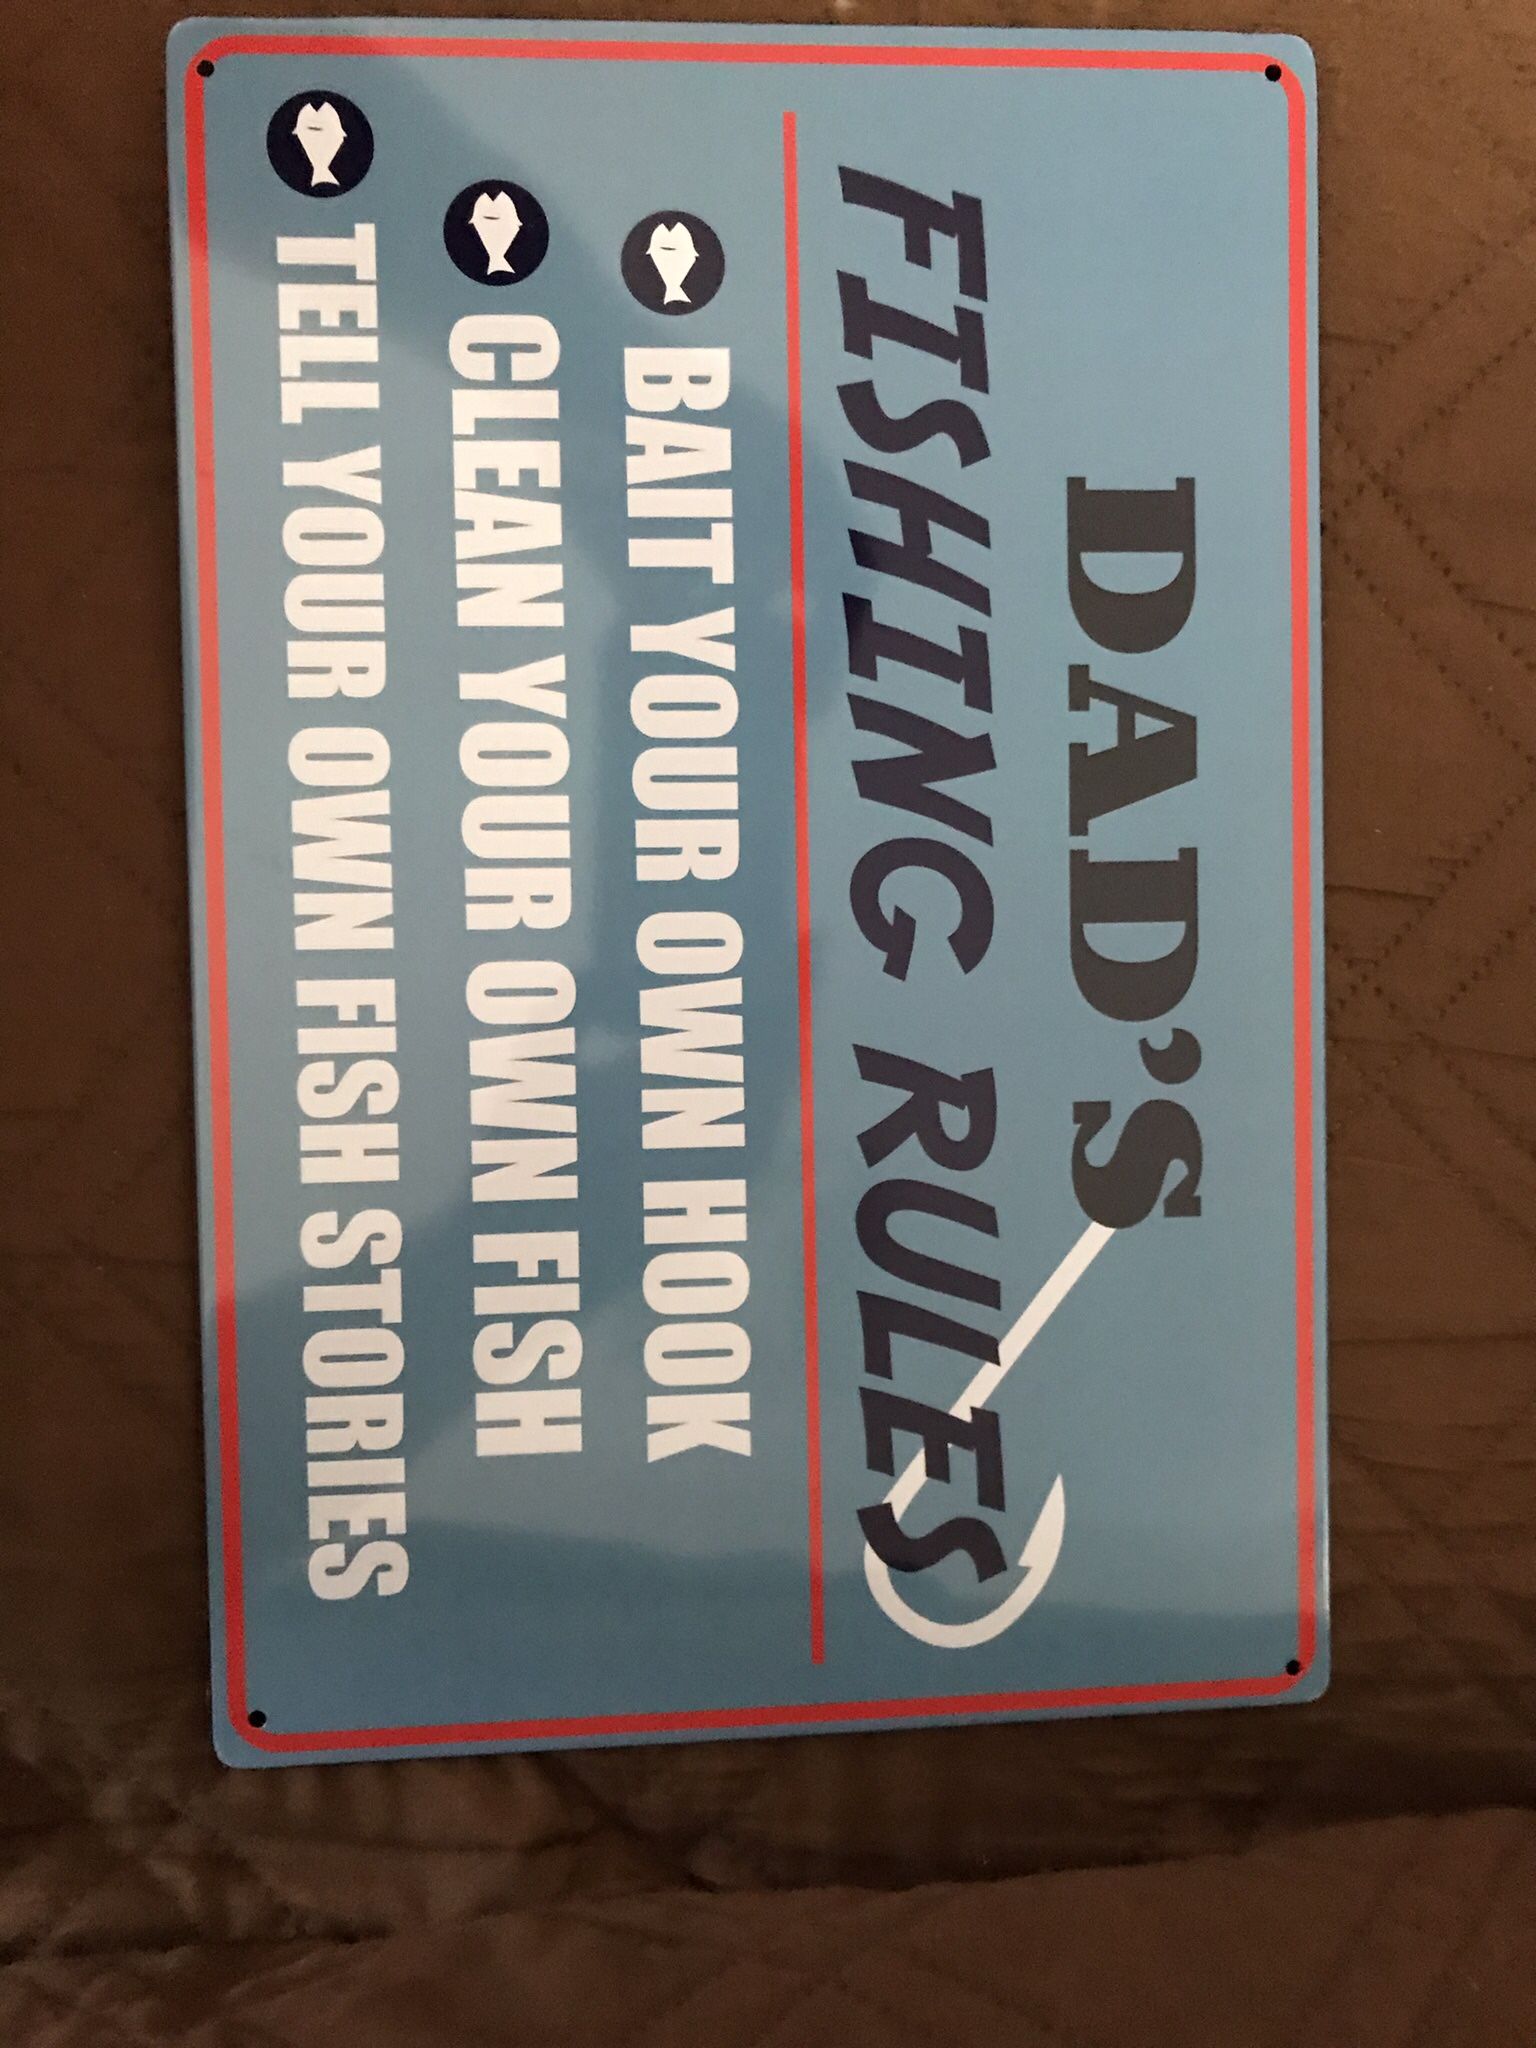 DAD'S
FISHING RULES
BAIT YOUR OWN HOOK
CLEAN YOUR OWN FISH
TELL YOUR OWN FISH STORIES